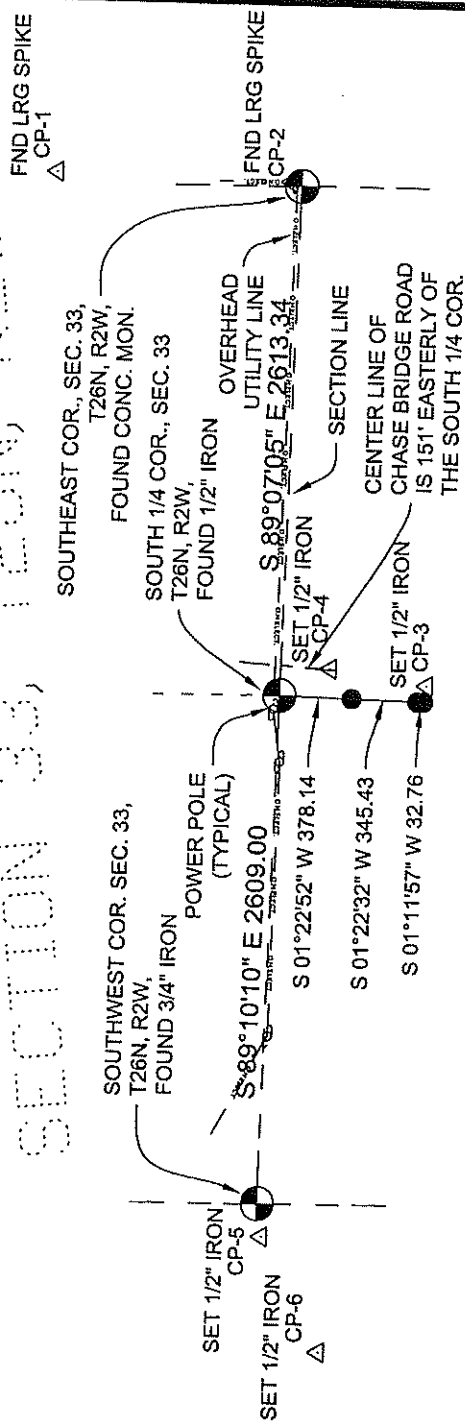 SECTION 33,
FND LRG SPIKE
CP-1
SOUTHEAST COR., SEC. 33,
T26N, R2W,
FOUND CONC. MON.
FND LRG SPIKE
CP-2
SOUTH 1/4 COR., SEC. 33
T26N, R2W,
FOUND 1/2" IRON
OVERHEAD
UTILITY LINE
S 89°07'05" E 2613.34
SECTION LINE
CENTER LINE OF
CHASE BRIDGE ROAD
IS 151' EASTERLY OF
THE SOUTH 1/4 COR.
SET 1/2" IRON
CP-4
SET 1/2" IRON
CP-3
SOUTHWEST COR. SEC. 33,
T26N, R2W,
FOUND 3/4" IRON
POWER POLE
(TYPICAL)
S 89°10'10" E 2609.00
S 01°22'52" W 378.14
S 01°22'32" W 345.43
S 01°11'57" W 32.76
SET 1/2" IRON
CP-5
SET 1/2" IRON
CP-6